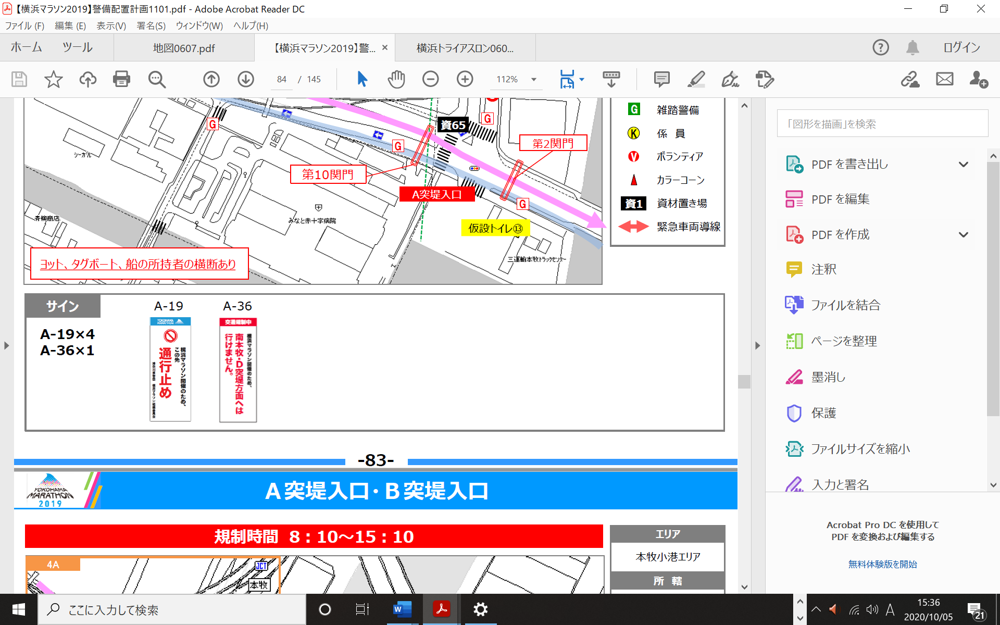 【横浜マラソン2019】警備配置計画1101.pdf - Adobe Acrobat Reader DC
ファイル (F) 編集 (E) 表示(V) 署名(S) ウィンドウ(W) ヘルプ(H)
ホーム ツール 地図0607.pdf 【横浜マラソン2019】警... × 横浜トライアスロン060... ログイン
84 / 145 112%
G 雑踏警備
K 係 員
V ボランティア
カラーコーン
資1 資材置き場
緊急車両導線
資65
G
G
G
G
第2関門
第10関門
A突堤入口
仮設トイレ⑬
シーガル
青柳商店
みなと赤十字病院
三運輸本牧トラックセンター
ヨット、タグボート、船の所持者の横断あり
サイン
A-19×4
A-36×1
A-19
YOKOHAMA MARATHON
横浜マラソン開催のため、
この先
通行止め
神奈川県警察 横浜マラソン組織委員会
A-36
交通規制中
横浜マラソン開催のため、
南本牧・D突堤方面へは
行けません。
-83-
YOKOHAMA
MARATHON
2019
A突堤入口・B突堤入口
規制時間 8:10～15:10
エリア
本牧小港エリア
所 轄
4A
JCT
本牧
「図形を描画」を検索
PDF を書き出し
PDF を編集
PDF を作成
注釈
ファイルを結合
ページを整理
墨消し
保護
ファイルサイズを縮小
入力と署名
Acrobat Pro DC を使用して
PDF を変換および編集する
無料体験版を開始
ここに入力して検索
A
15:36
2020/10/05
21